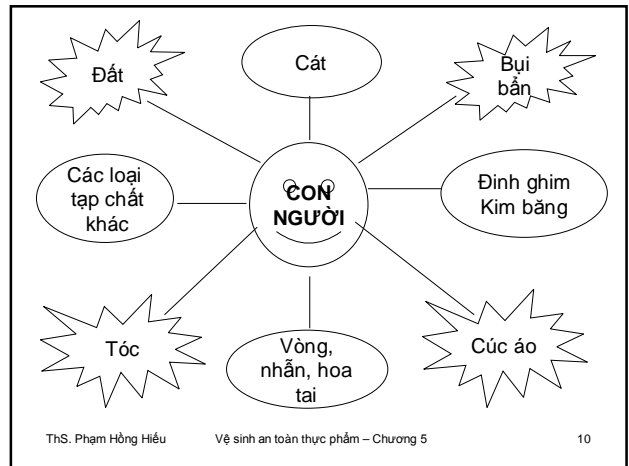 Đất
Cát
Bụi
bẩn
Các loại
tạp chất
khác
CON
NGƯỜI
Đinh ghim
Kim băng
Tóc
Vòng,
nhẫn, hoa
tai
Cúc áo
ThS. Phạm Hồng Hiếu Vệ sinh an toàn thực phẩm – Chương 5 10